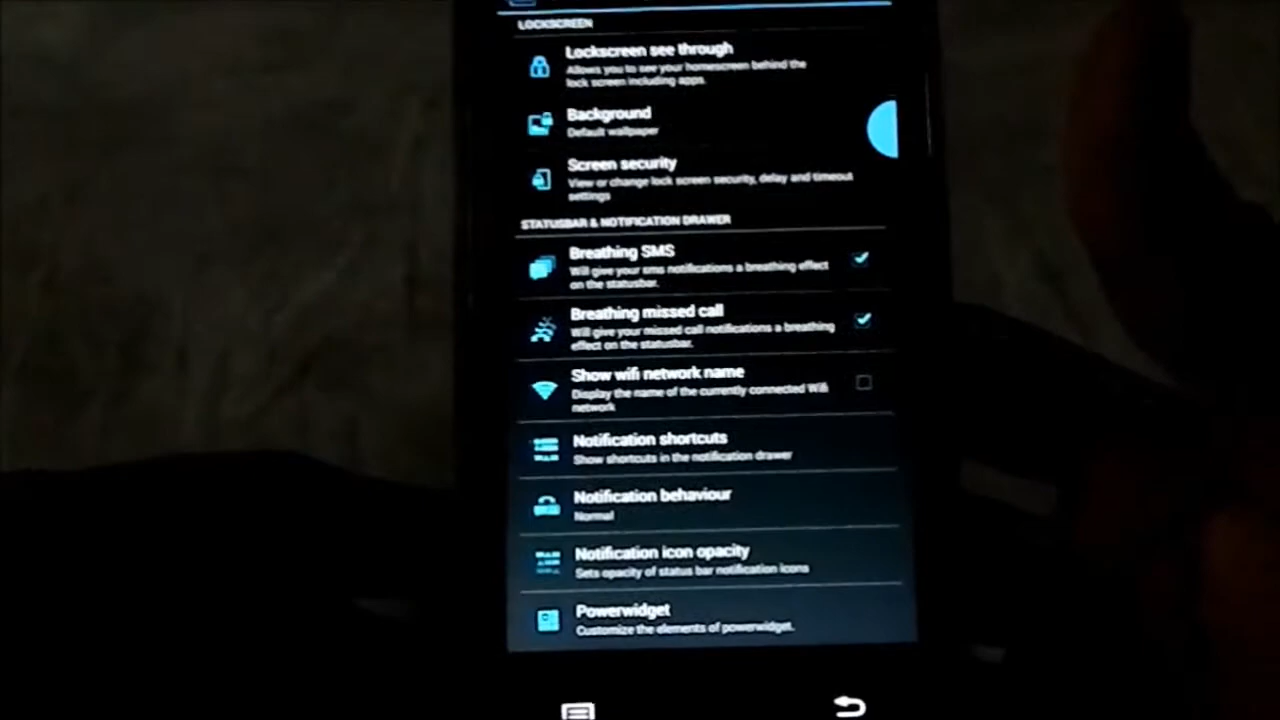 LOCKSCREEN
Lockscreen see through
Allows you to see your homescreen behind the
lock screen including apps.
Background
Default wallpaper
Screen security
View or change lock screen security, delay and timeout
settings
STATUSBAR & NOTIFICATION DRAWER
Breathing SMS
Will give your sms notifications a breathing effect
on the statusbar.
Breathing missed call
Will give your missed call notifications a breathing
effect on the statusbar.
Show wifi network name
Display the name of the currently connected Wifi
network
Notification shortcuts
Show shortcuts in the notification drawer
Notification behaviour
Normal
Notification icon opacity
Sets opacity of status bar notification icons
Powerwidget
Customize the elements of powerwidget.